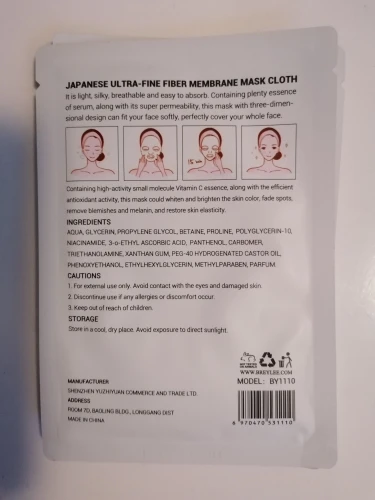 JAPANESE ULTRA-FINE FIBER MEMBRANE MASK CLOTH
It is light, silky, breathable and easy to absorb. Containing plenty essence
of serum, along with its super permeability, this mask with three-dimen-
sional design can fit your face softly, perfectly cover your whole face.
15 min
Containing high-activity small molecule Vitamin C essence, along with the efficient
antioxidant activity, this mask could whiten and brighten the skin color, fade spots,
remove blemishes and melanin, and restore skin elasticity.
INGREDIENTS
AQUA, GLYCERIN, PROPYLENE GLYCOL, BETAINE, PROLINE, POLYGLYCERIN-10,
NIACINAMIDE, 3-o-ETHYL ASCORBIC ACID, PANTHENOL, CARBOMER,
TRIETHANOLAMINE, XANTHAN GUM, PEG-40 HYDROGENATED CASTOR OIL,
PHENOXYETHANOL, ETHYLHEXYLGLYCERIN, METHYLPARABEN, PARFUM.
CAUTIONS
1. For external use only. Avoid contact with the eyes and damaged skin.
2. Discontinue use if any allergies or discomfort occur.
3. Keep out of reach of children.
STORAGE
Store in a cool, dry place. Avoid exposure to direct sunlight.
WWW.BREYLEE.COM
MODEL: BY1110
MANUFACTURER
SHENZHEN YUZHIYUAN COMMERCE AND TRADE LTD.
ADDRESS
ROOM 7D, BAOLING BLDG., LONGGANG DIST
MADE IN CHINA
6 970470 331110